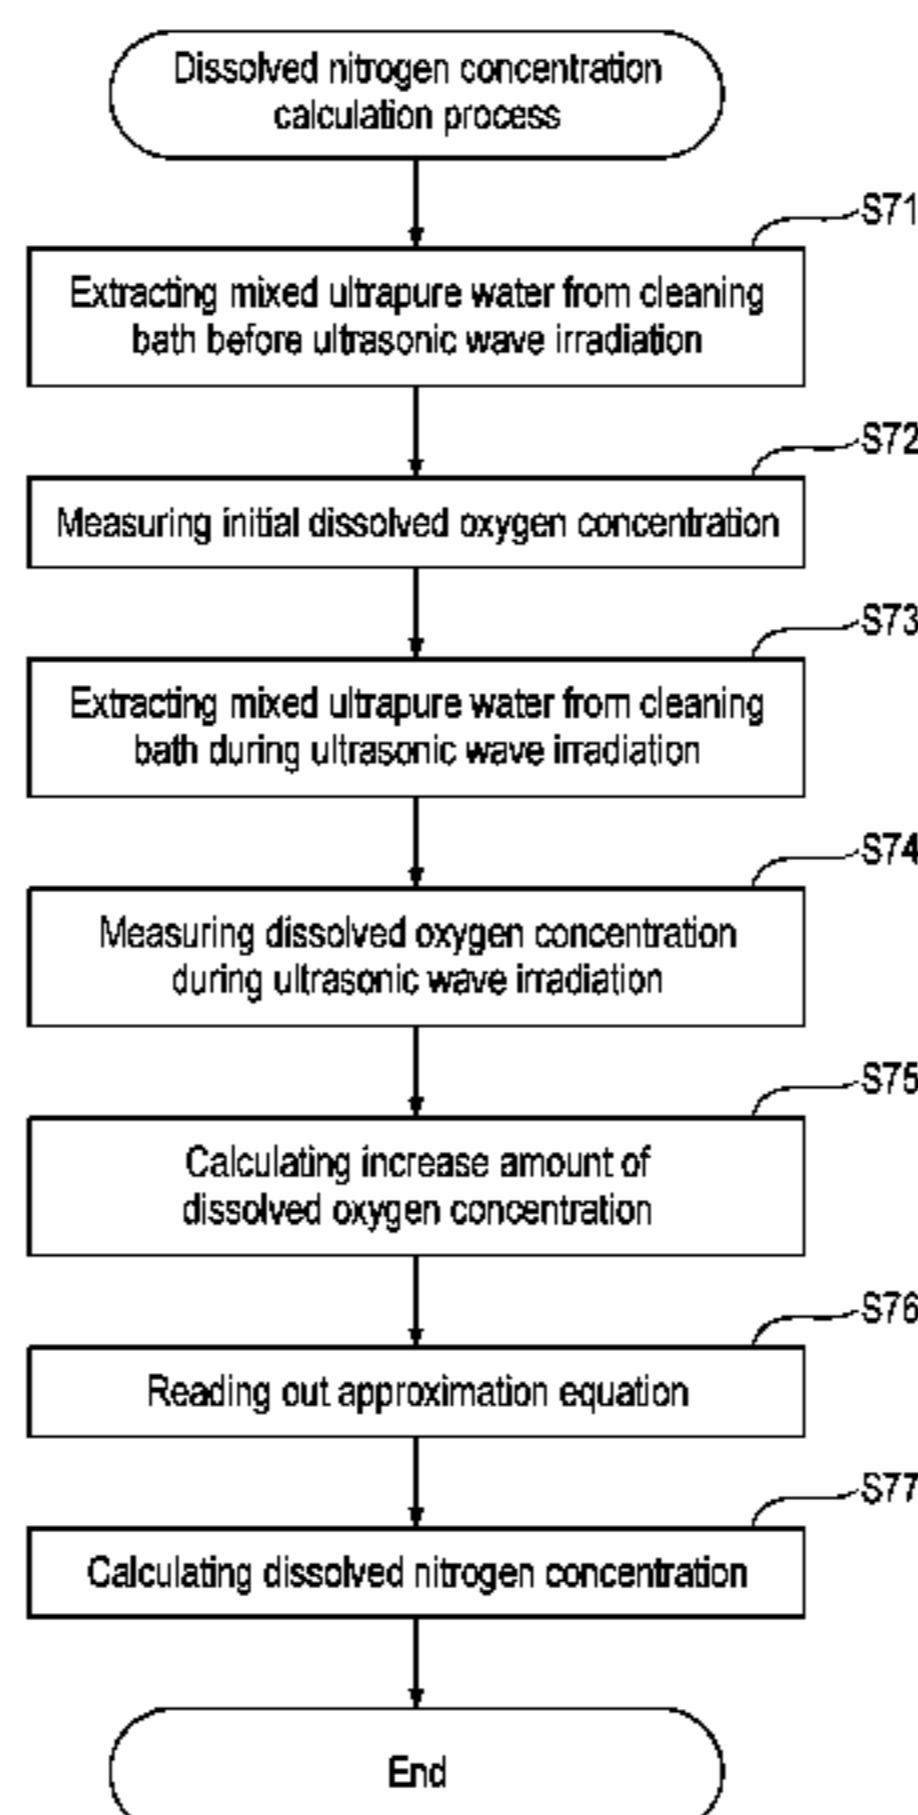 Dissolved nitrogen concentration
calculation process
S71
Extracting mixed ultrapure water from cleaning
bath before ultrasonic wave irradiation
S72
Measuring initial dissolved oxygen concentration
S73
Extracting mixed ultrapure water from cleaning
bath during ultrasonic wave irradiation
S74
Measuring dissolved oxygen concentration
during ultrasonic wave irradiation
S75
Calculating increase amount of
dissolved oxygen concentration
S76
Reading out approximation equation
S77
Calculating dissolved nitrogen concentration
End